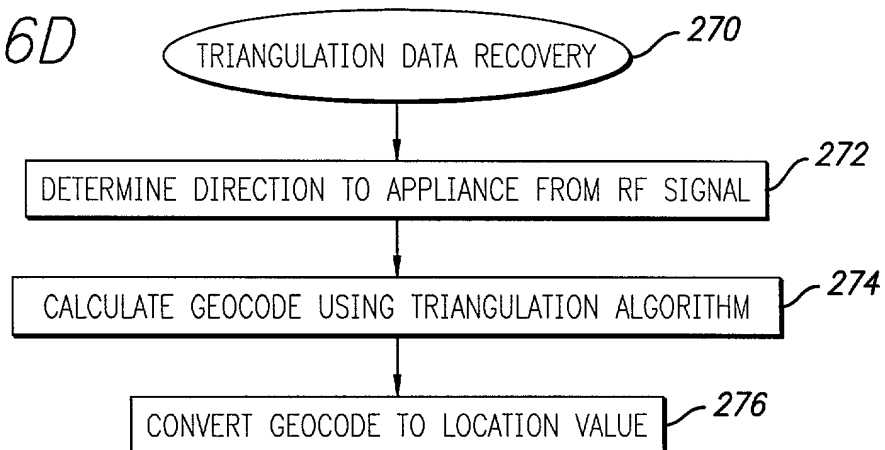 6D
TRIANGULATION DATA RECOVERY
270
DETERMINE DIRECTION TO APPLIANCE FROM RF SIGNAL
272
CALCULATE GEOCODE USING TRIANGULATION ALGORITHM
274
CONVERT GEOCODE TO LOCATION VALUE
276